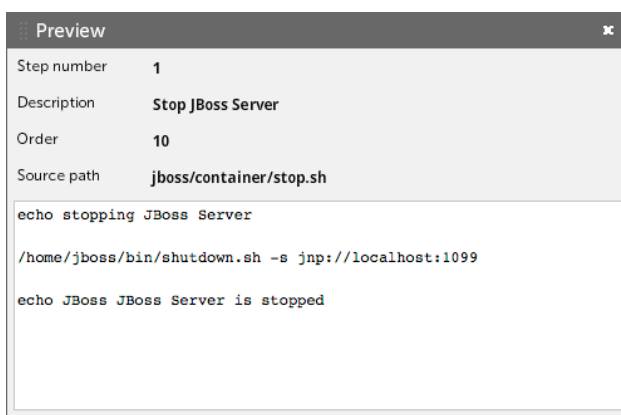 Preview
Step number 1
Description Stop JBoss Server
Order 10
Source path jboss/container/stop.sh
echo stopping JBoss Server
/home/jboss/bin/shutdown.sh -s jnp://localhost:1099
echo JBoss JBoss Server is stopped